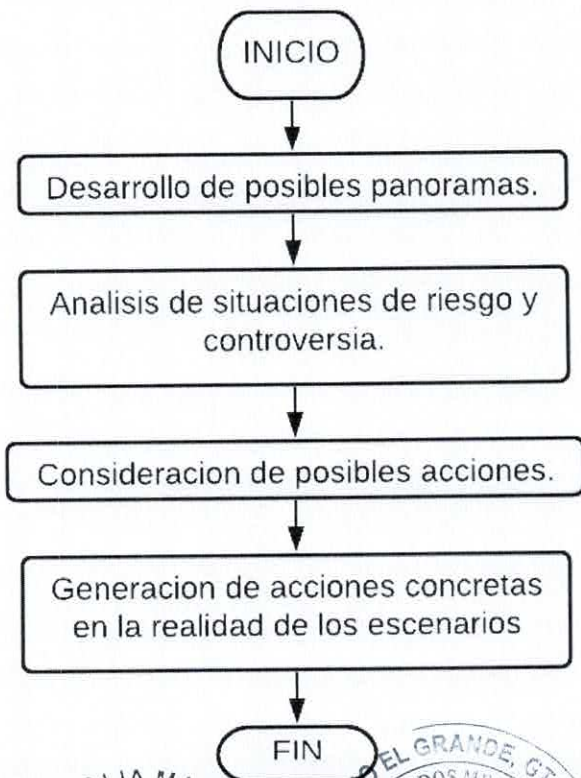 INICIO
Desarrollo de posibles panoramas.
Analisis de situaciones de riesgo y
controversia.
Consideracion de posibles acciones.
Generacion de acciones concretas
en la realidad de los escenarios
FIN
EL GRANDE, GT